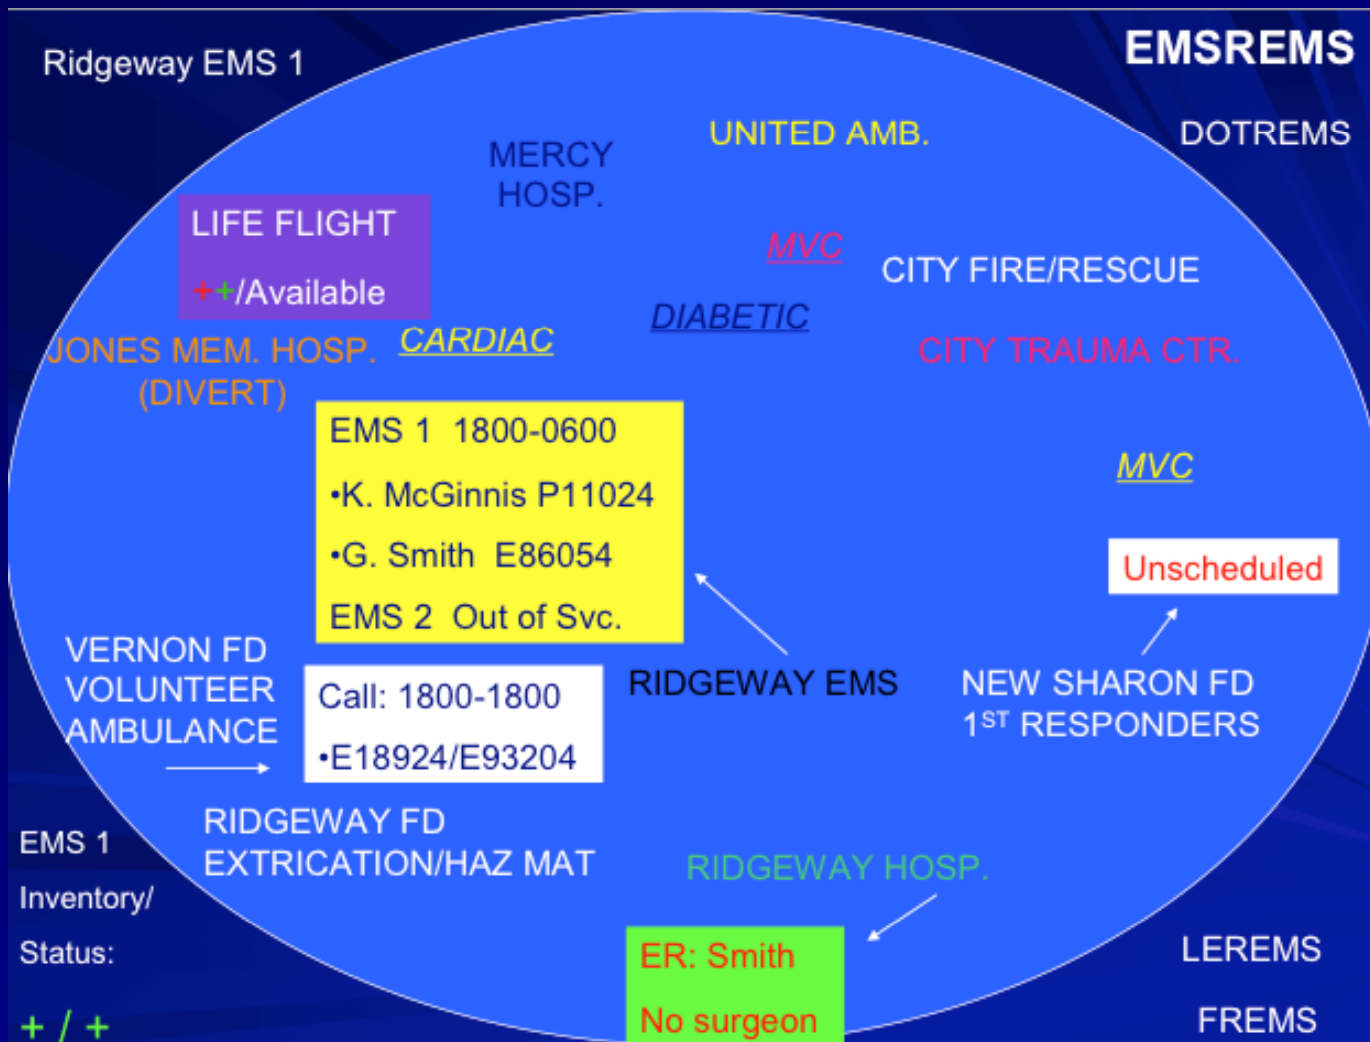 Ridgeway EMS 1
EMSREMS
DOTREMS
UNITED AMB.
MERCY
HOSP.
LIFE FLIGHT
++/Available
MVC
CITY FIRE/RESCUE
DIABETIC
CARDIAC
JONES MEM. HOSP.
(DIVERT)
CITY TRAUMA CTR.
EMS 1 1800-0600
•K. McGinnis P11024
•G. Smith E86054
EMS 2 Out of Svc.
MVC
Unscheduled
VERNON FD
VOLUNTEER
AMBULANCE
Call: 1800-1800
•E18924/E93204
RIDGEWAY EMS
NEW SHARON FD
1ST RESPONDERS
RIDGEWAY FD
EXTRICATION/HAZ MAT
EMS 1
Inventory/
Status:
+ / +
RIDGEWAY HOSP.
ER: Smith
No surgeon
LEREMS
FREMS